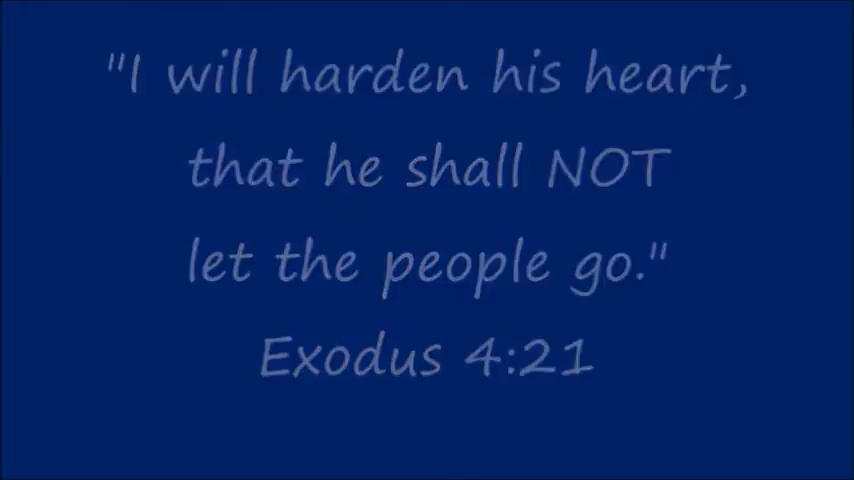 "I will harden his heart,
that he shall NOT
let the people go."
Exodus 4:21